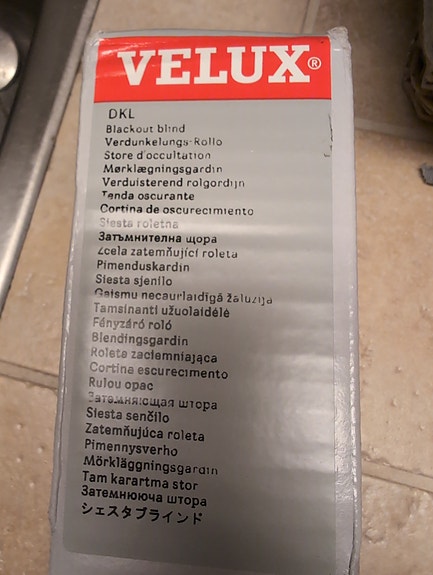 VELUX®
DKL
Blackout blind
Verdunkelungs-Rollo
Store d'occultation
Mørklægningsgardin
Verduisterend rolgordijn
Tenda oscurante
Cortina de oscurecimiento
Siesta roletna
Затъмнителна щора
Zcela zatemňující roleta
Pimenduskardin
Siesta sjenilo
Gaismu necaurlaidīgā žalūzija
Tamsinanti užuolaidėlė
Fényzáró roló
Blendingsgardin
Roleta zaciemniająca
Cortina escurecimento
Rulou opac
Затемняющая штора
Siesta senčilo
Zatemňujúca roleta
Pimennysverho
Mörkläggningsgardin
Tam karartma stor
Затемнююча штора
シェスタブラインド